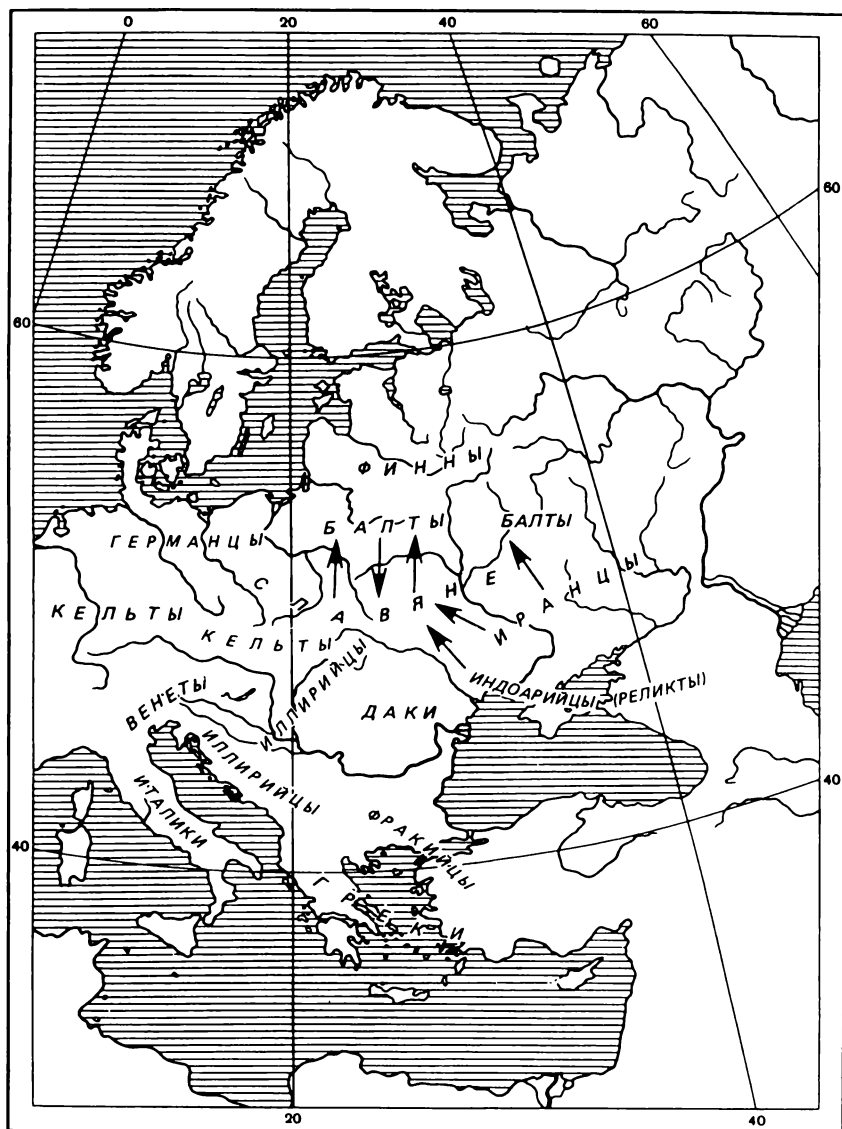 0 20 40 60
60
60
ФИННЫ
БАЛТЫ БАЛТЫ
ГЕРМАНЦЫ
СЛАВЯНЕ
ИРАНЦЫ
КЕЛЬТЫ
КЕЛЬТЫ
ИЛЛИРИЙЦЫ
ИНДОАРИЙЦЫ (РЕЛИКТЫ)
ВЕНЕТЫ
ДАКИ
ИЛЛИРИЙЦЫ
ИТАЛИКИ
40
ФРАКИЙЦЫ
40
ГРЕКИ
20 40